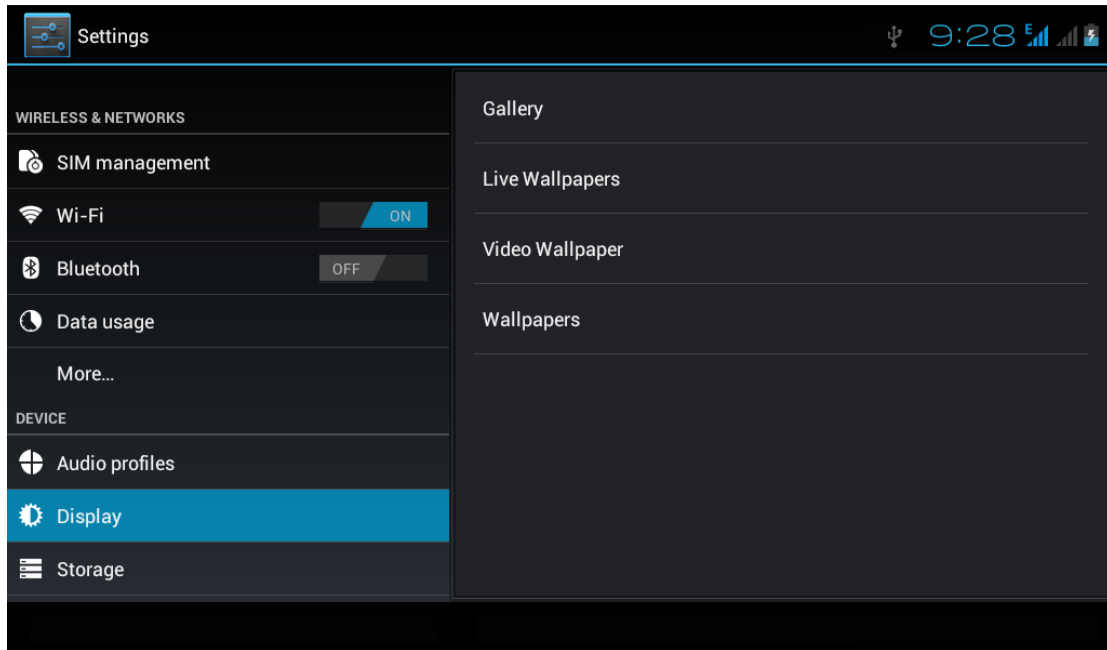 Settings
9:28
E
WIRELESS & NETWORKS
SIM management
Wi-Fi ON
Bluetooth OFF
Data usage
More...
DEVICE
Audio profiles
Display
Storage
Gallery
Live Wallpapers
Video Wallpaper
Wallpapers